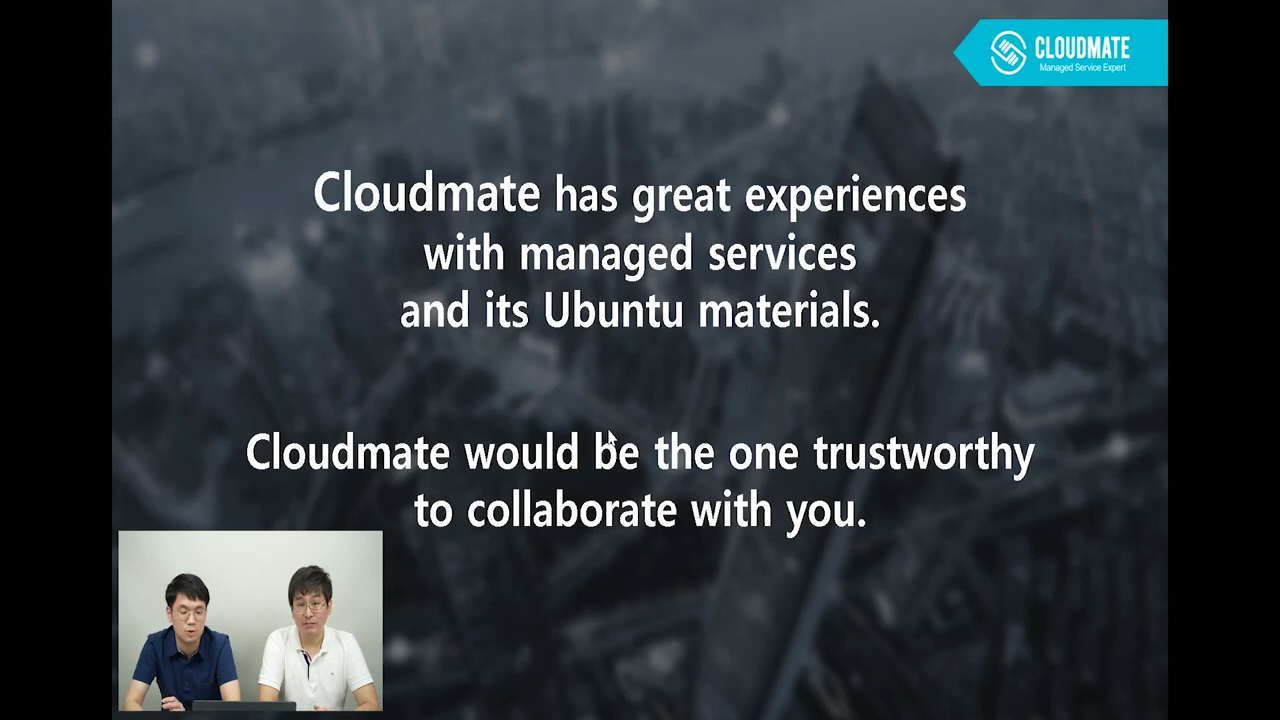 CLOUDMATE
Managed Service Expert
Cloudmate has great experiences
with managed services
and its Ubuntu materials.
Cloudmate would be the one trustworthy
to collaborate with you.